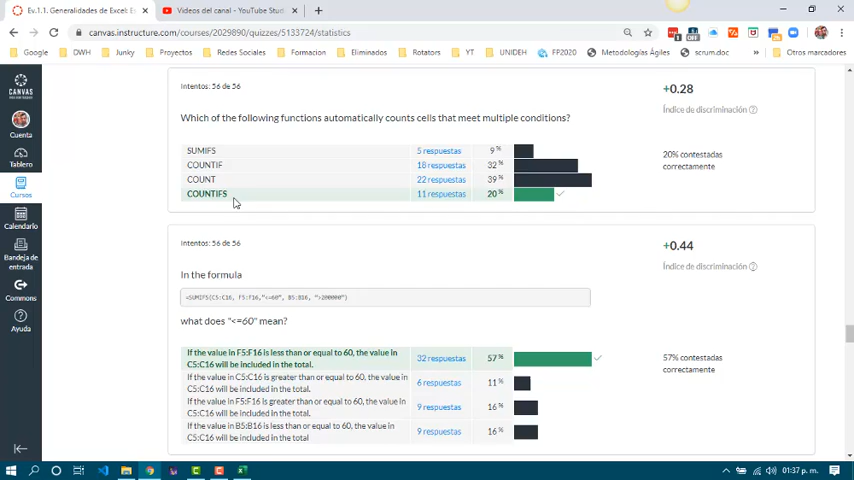 Ev.1.1. Generalidades de Excel: E
Videos del canal - YouTube Stud
canvas.instructure.com/courses/2029890/quizzes/5133724/statistics
Google
DWH
Junky
Proyectos
Redes Sociales
Formacion
Eliminados
Rotators
YT
UNIDEH
FP2020
Metodologías Ágiles
scrum.doc
»
Otros marcadores
CANVAS
Cuenta
Tablero
Cursos
Calendario
Bandeja de
entrada
Commons
Ayuda
Intentos: 56 de 56
+0.28
Índice de discriminación
Which of the following functions automatically counts cells that meet multiple conditions?
SUMIFS 5 respuestas 9%
COUNTIF 18 respuestas 32%
COUNT 22 respuestas 39%
COUNTIFS 11 respuestas 20%
20% contestadas
correctamente
Intentos: 56 de 56
+0.44
Índice de discriminación
In the formula
=SUMIFS(C5:C16, F5:F16,"<=60", B5:B16, ">200000")
what does "<=60" mean?
If the value in F5:F16 is less than or equal to 60, the value in
C5:C16 will be included in the total.
32 respuestas 57%
If the value in C5:C16 is greater than or equal to 60, the value in
C5:C16 will be included in the total.
6 respuestas 11%
If the value in F5:F16 is greater than or equal to 60, the value in
C5:C16 will be included in the total.
9 respuestas 16%
If the value in B5:B16 is less than or equal to 60, the value in
C5:C16 will be included in the total
9 respuestas 16%
57% contestadas
correctamente
01:37 p. m.